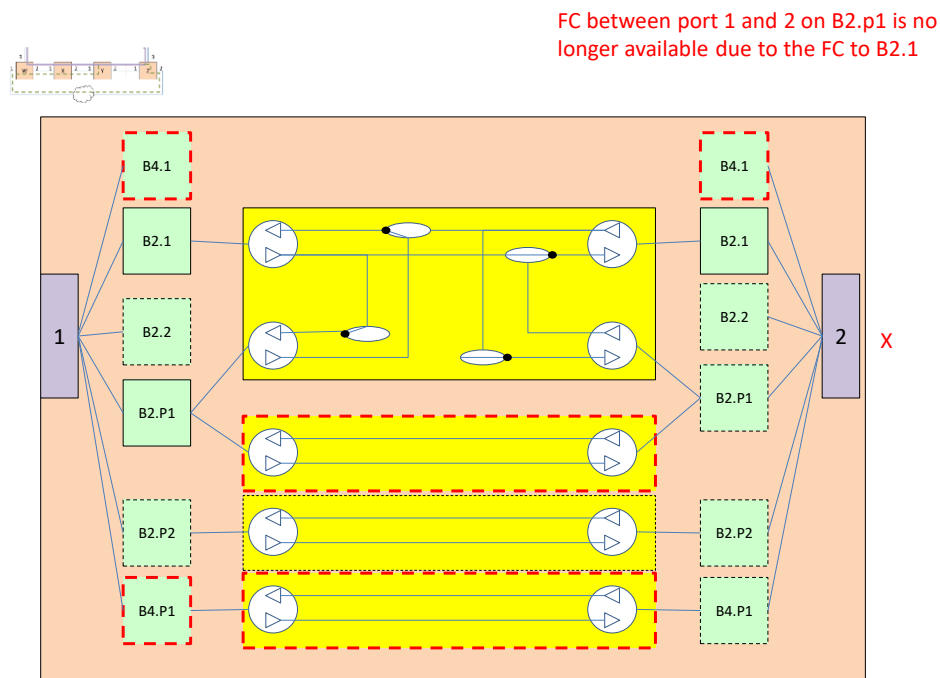 FC between port 1 and 2 on B2.p1 is no
longer available due to the FC to B2.1
B4.1
B4.1
B2.1
B2.1
B2.2
B2.2
1
2
X
B2.P1
B2.P1
B2.P2
B2.P2
B4.P1
B4.P1